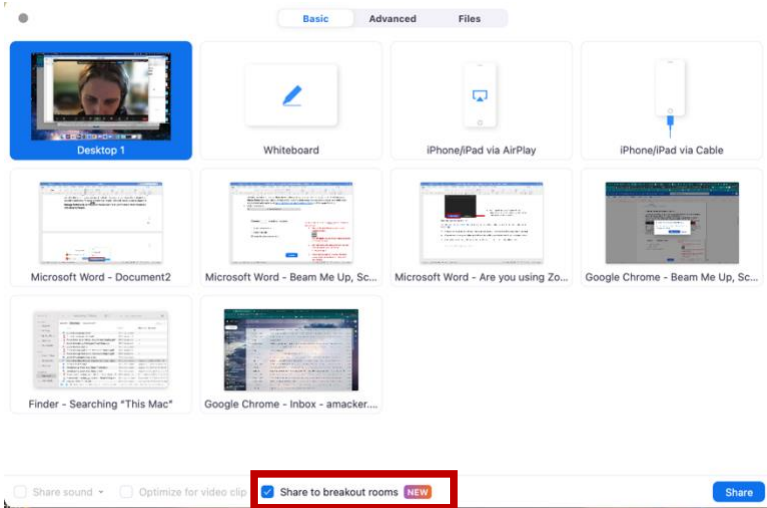 Basic Advanced Files
Desktop 1 Whiteboard iPhone/iPad via AirPlay iPhone/iPad via Cable
Microsoft Word - Document2 Microsoft Word - Beam Me Up, Sc... Microsoft Word - Are you using Zo... Google Chrome - Beam Me Up, Sc...
Finder - Searching "This Mac" Google Chrome - Inbox - amacker....
Share sound Optimize for video clip Share to breakout rooms NEW Share